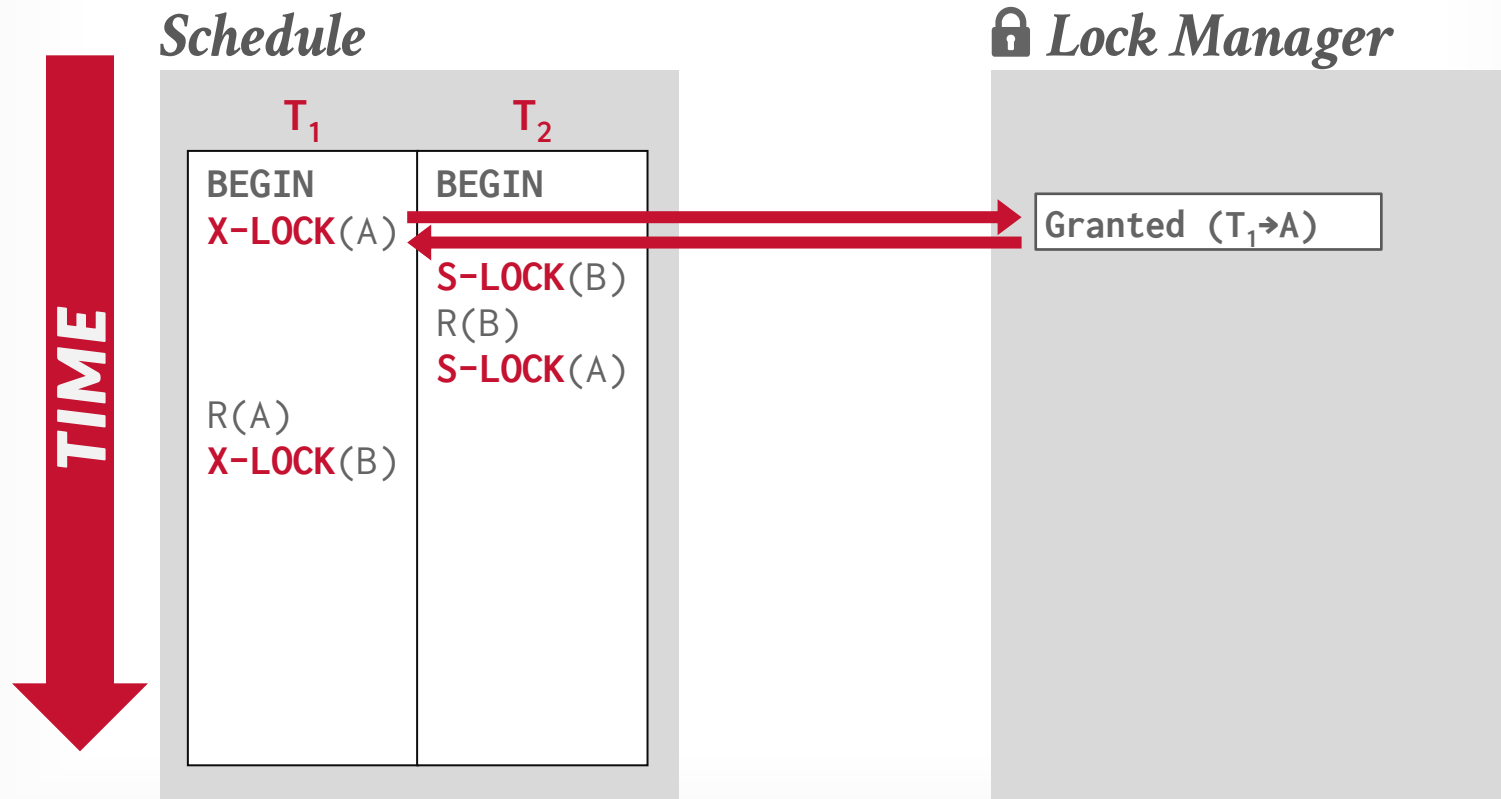 Schedule
Lock Manager
TIME
T₁ T₂
BEGIN BEGIN
X-LOCK(A)
Granted (T₁→A)
S-LOCK(B)
R(B)
S-LOCK(A)
R(A)
X-LOCK(B)